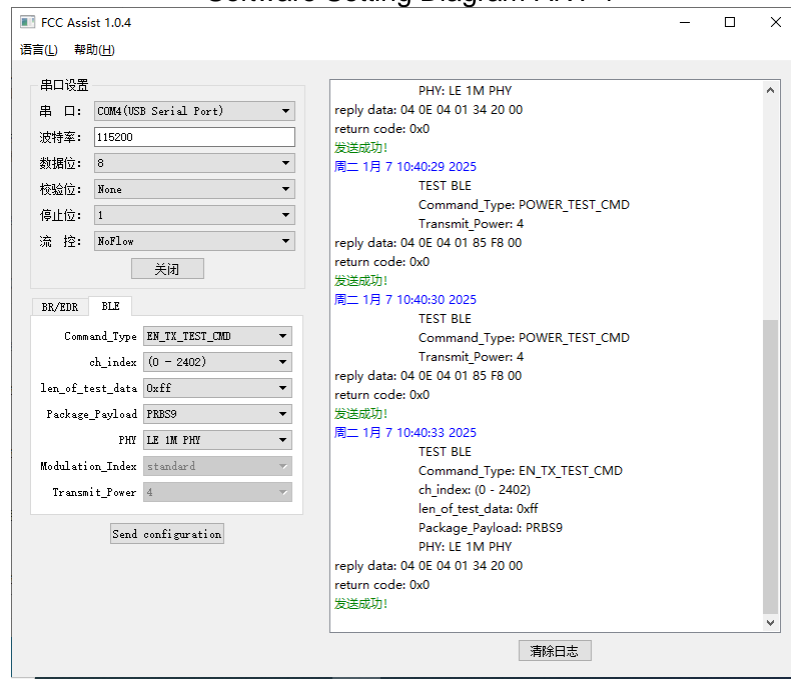 FCC Assist 1.0.4
语言(L) 帮助(H)
串口设置
串 口: COM4(USB Serial Port)
波特率: 115200
数据位: 8
校验位: None
停止位: 1
流 控: NoFlow
关闭
BR/EDR BLE
Command_Type EN_TX_TEST_CMD
ch_index (0 - 2402)
len_of_test_data 0xff
Package_Payload PRBS9
PHY LE 1M PHY
Modulation_Index standard
Transmit_Power 4
Send configuration
PHY: LE 1M PHY
reply data: 04 0E 04 01 34 20 00
return code: 0x0
发送成功!
周二 1月 7 10:40:29 2025
TEST BLE
Command_Type: POWER_TEST_CMD
Transmit_Power: 4
reply data: 04 0E 04 01 85 F8 00
return code: 0x0
发送成功!
周二 1月 7 10:40:30 2025
TEST BLE
Command_Type: POWER_TEST_CMD
Transmit_Power: 4
reply data: 04 0E 04 01 85 F8 00
return code: 0x0
发送成功!
周二 1月 7 10:40:33 2025
TEST BLE
Command_Type: EN_TX_TEST_CMD
ch_index: (0 - 2402)
len_of_test_data: 0xff
Package_Payload: PRBS9
PHY: LE 1M PHY
reply data: 04 0E 04 01 34 20 00
return code: 0x0
发送成功!
清除日志